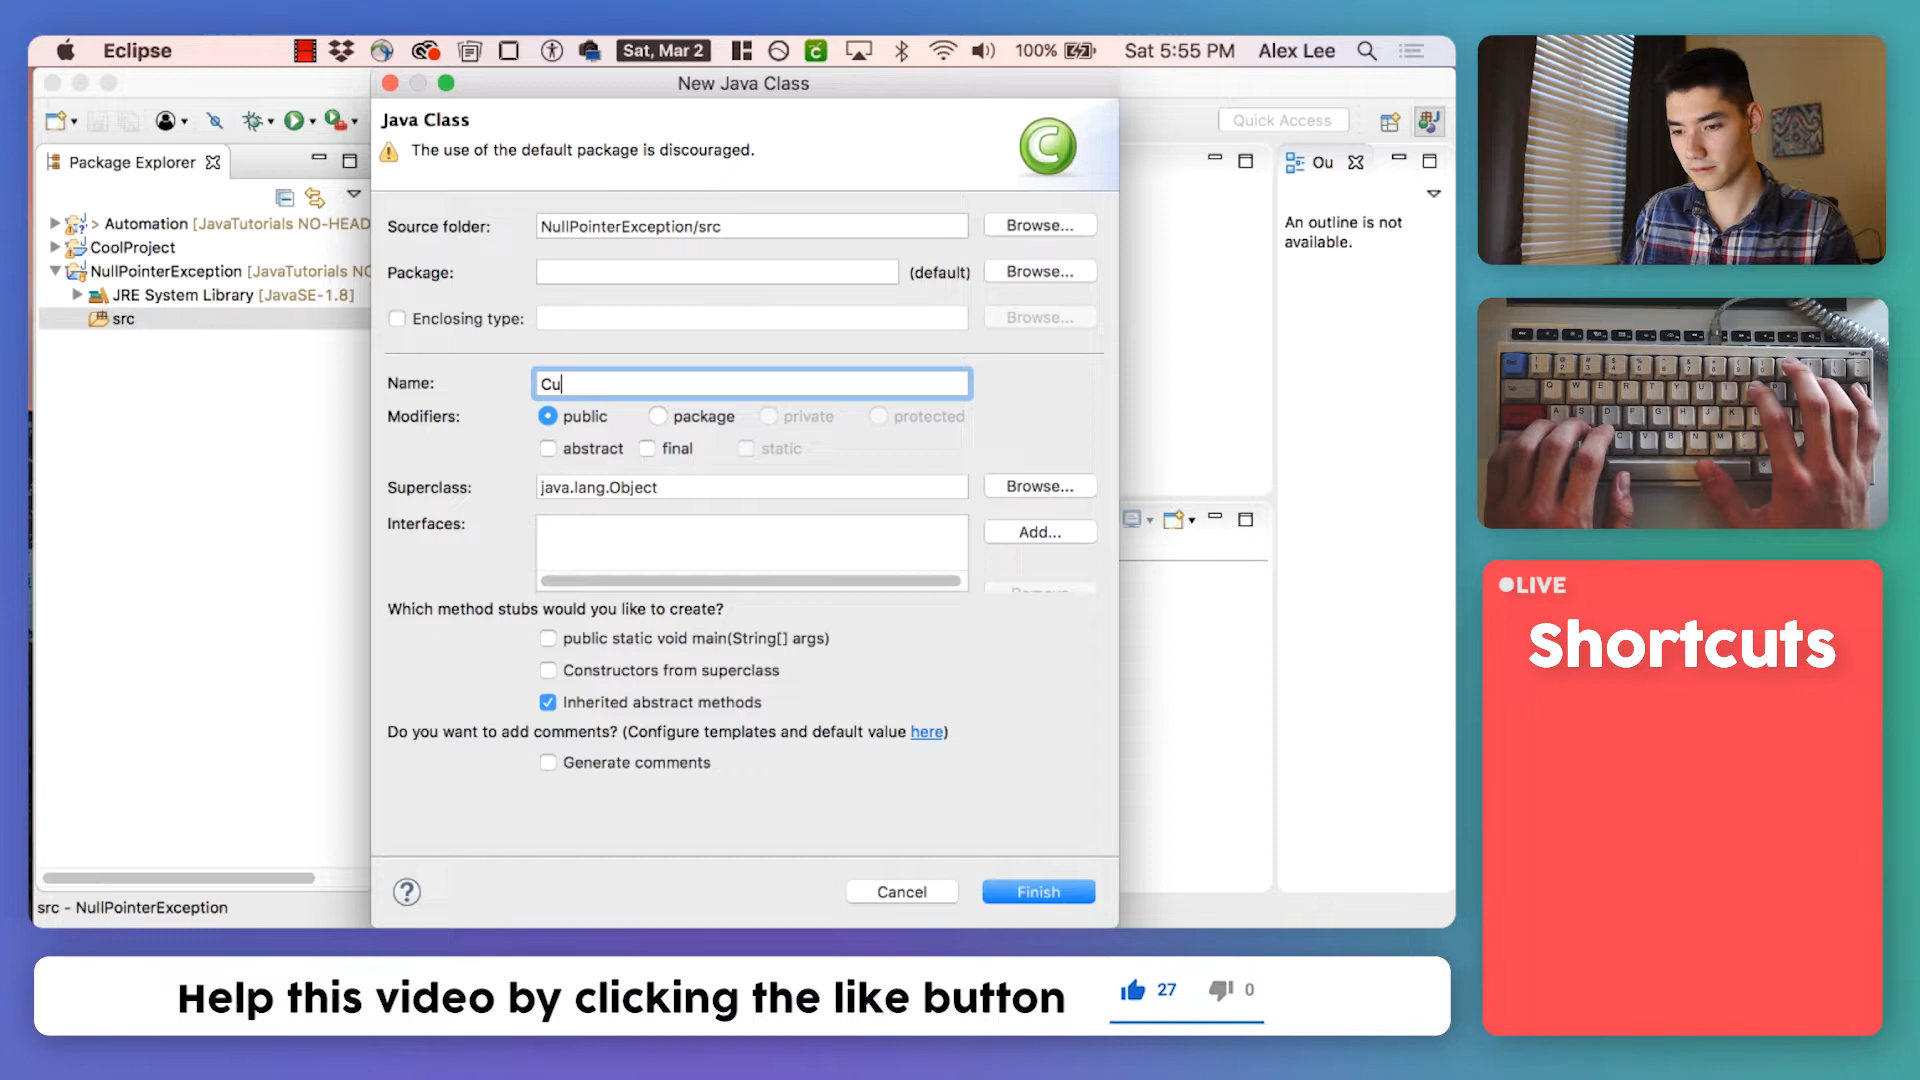 Eclipse
Sat, Mar 2
100%
Sat 5:55 PM
Alex Lee
New Java Class
Java Class
The use of the default package is discouraged.
Quick Access
Package Explorer
Ou
Automation [JavaTutorials NO-HEAD
CoolProject
NullPointerException [JavaTutorials NO
JRE System Library [JavaSE-1.8]
src
Source folder:
NullPointerException/src
Browse...
Package:
(default)
Browse...
Enclosing type:
Browse...
An outline is not
available.
Name:
Cu
Modifiers:
public
package
private
protected
abstract
final
static
Superclass:
java.lang.Object
Browse...
Interfaces:
Add...
Which method stubs would you like to create?
public static void main(String[] args)
Constructors from superclass
Inherited abstract methods
Do you want to add comments? (Configure templates and default value here)
Generate comments
?
Cancel
Finish
src - NullPointerException
LIVE
Shortcuts
Help this video by clicking the like button
27
0